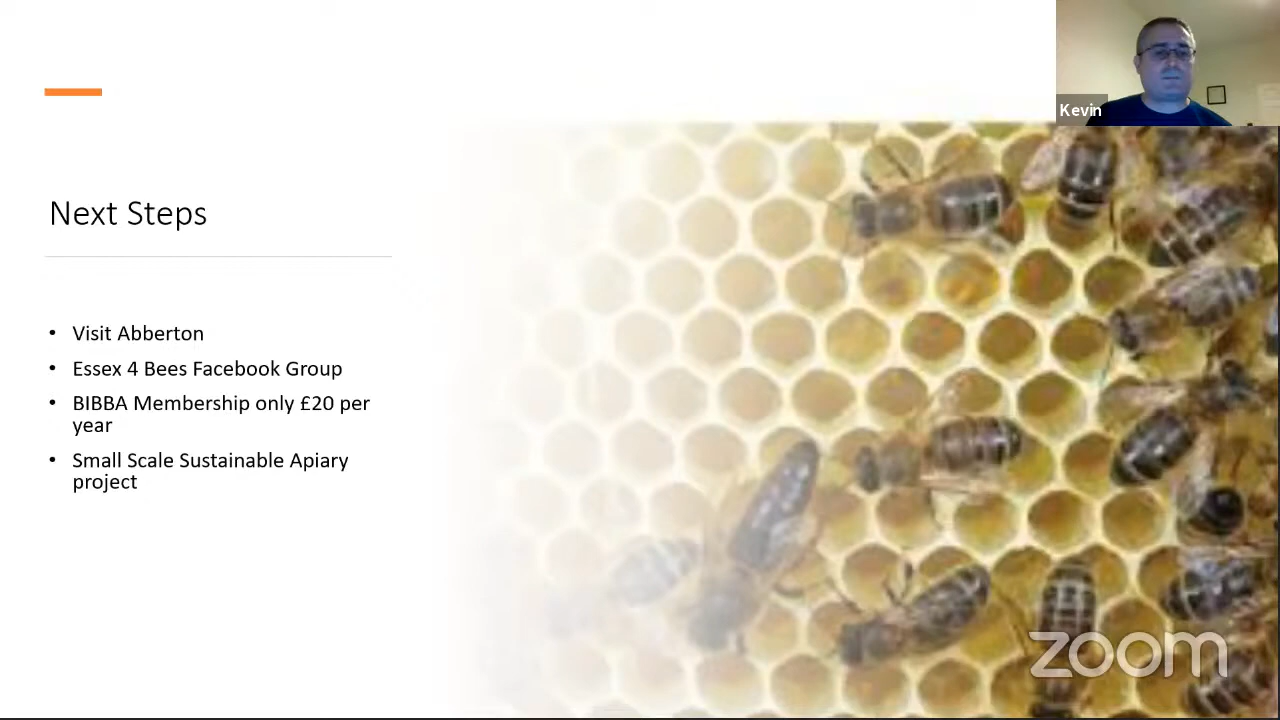 Kevin
Next Steps
• Visit Abberton
• Essex 4 Bees Facebook Group
• BIBBA Membership only £20 per
year
• Small Scale Sustainable Apiary
project
zoom